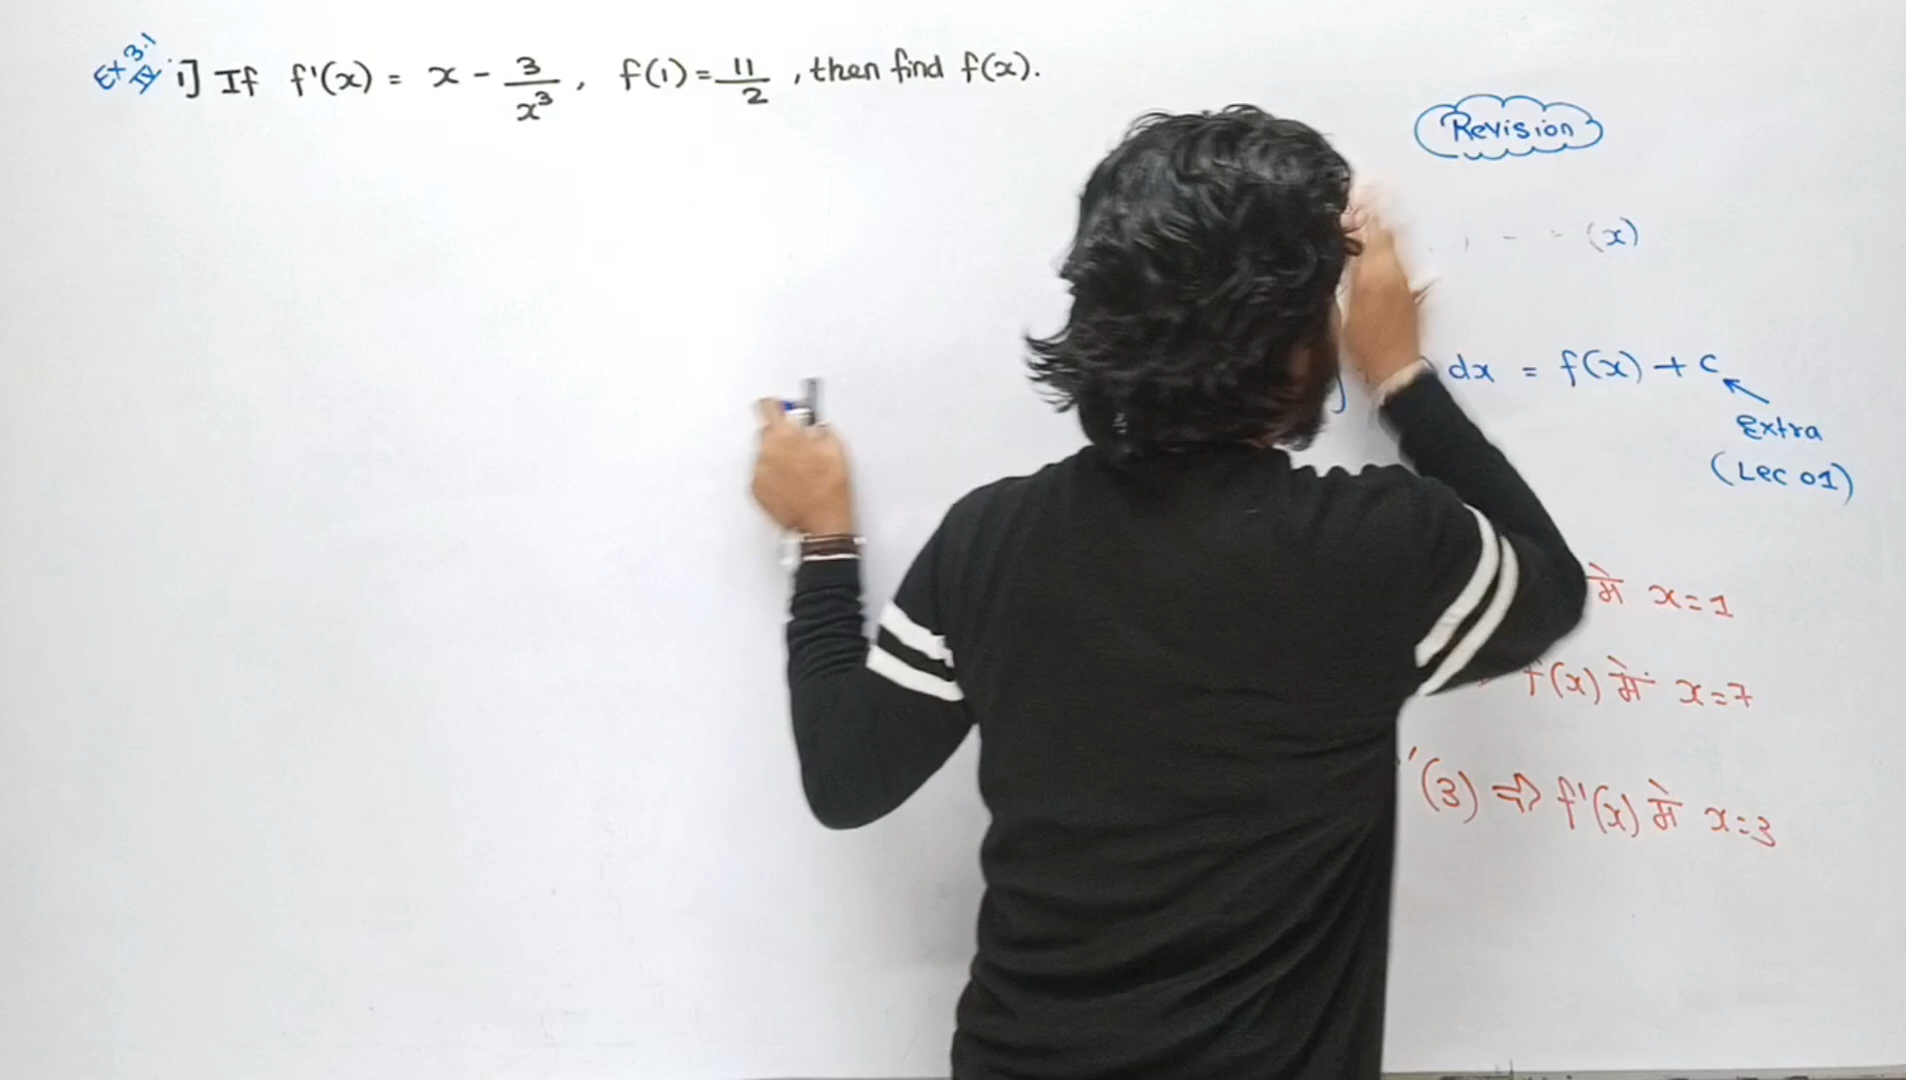 Ex 3.1
IV
i] If f'(x) = x - 3/x³, f(1) = 11/2, then find f(x).
Revision
(x)
dx = f(x) + c
Extra
(Lec 01)
में x=1
f(x) में x=7
'(3) ⇒ f'(x) में x=3